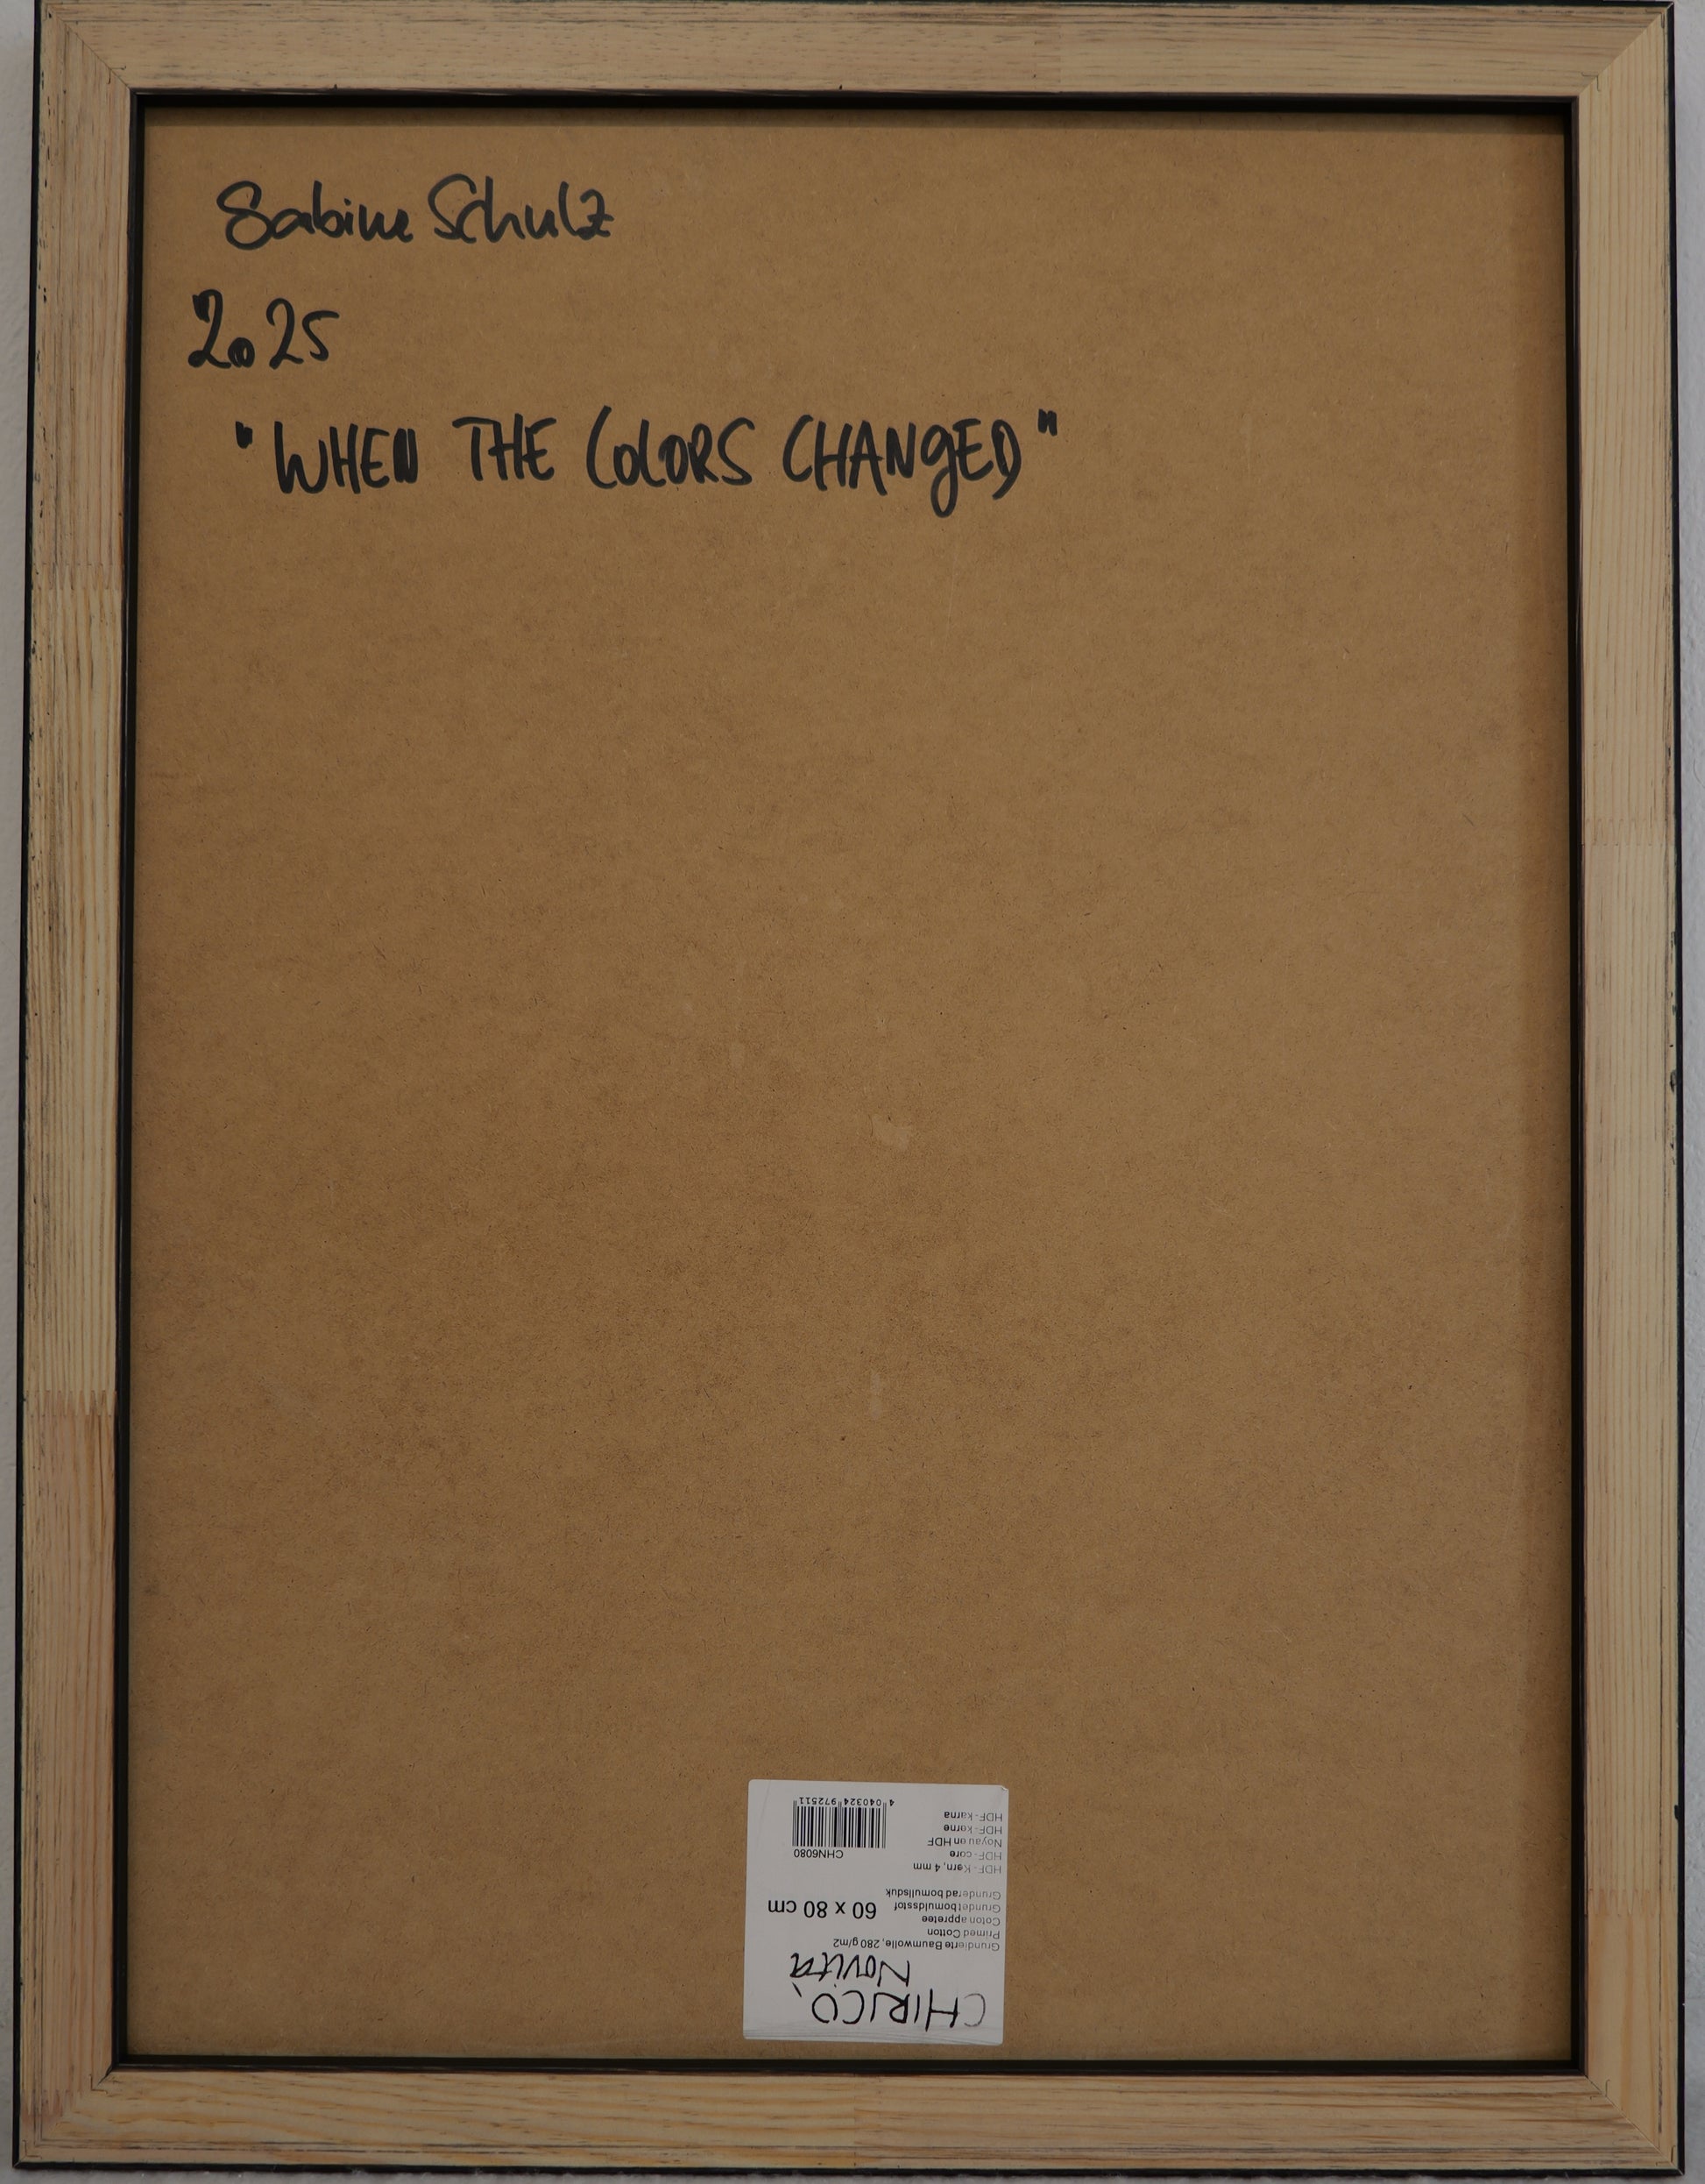 Sabine Schulz
2025
"WHEN THE COLORS CHANGED"
CHIRICO,
Novita
Grundierte Baumwolle, 280 g/m2
Primed Cotton
Coton appretee
Grundet bomuldsstof
Grunderad bomullsduk
60 x 80 cm
HDF-Kern, 4 mm
HDF-core
Noyau en HDF
HDF-kerne
HDF-karna
CHN6080
4 040324 972511